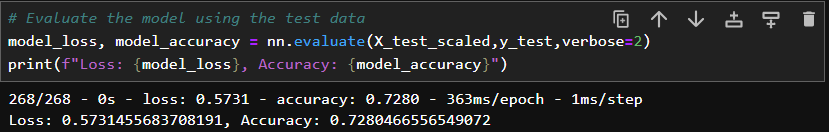 # Evaluate the model using the test data
model_loss, model_accuracy = nn.evaluate(X_test_scaled,y_test,verbose=2)
print(f"Loss: {model_loss}, Accuracy: {model_accuracy}")
268/268 - 0s - loss: 0.5731 - accuracy: 0.7280 - 363ms/epoch - 1ms/step
Loss: 0.5731455683708191, Accuracy: 0.7280466556549072